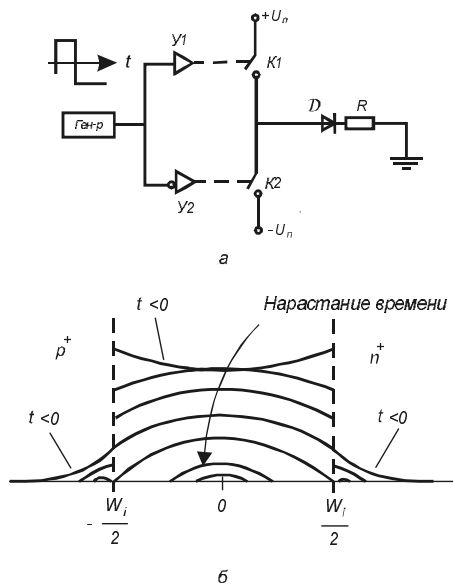 +Uп
У1
К1
t
Ген-р
D
R
У2
К2
-Uп
а
t <0
Нарастание времени
p+
n+
t <0
t <0
- Wi/2
0
Wi/2
б